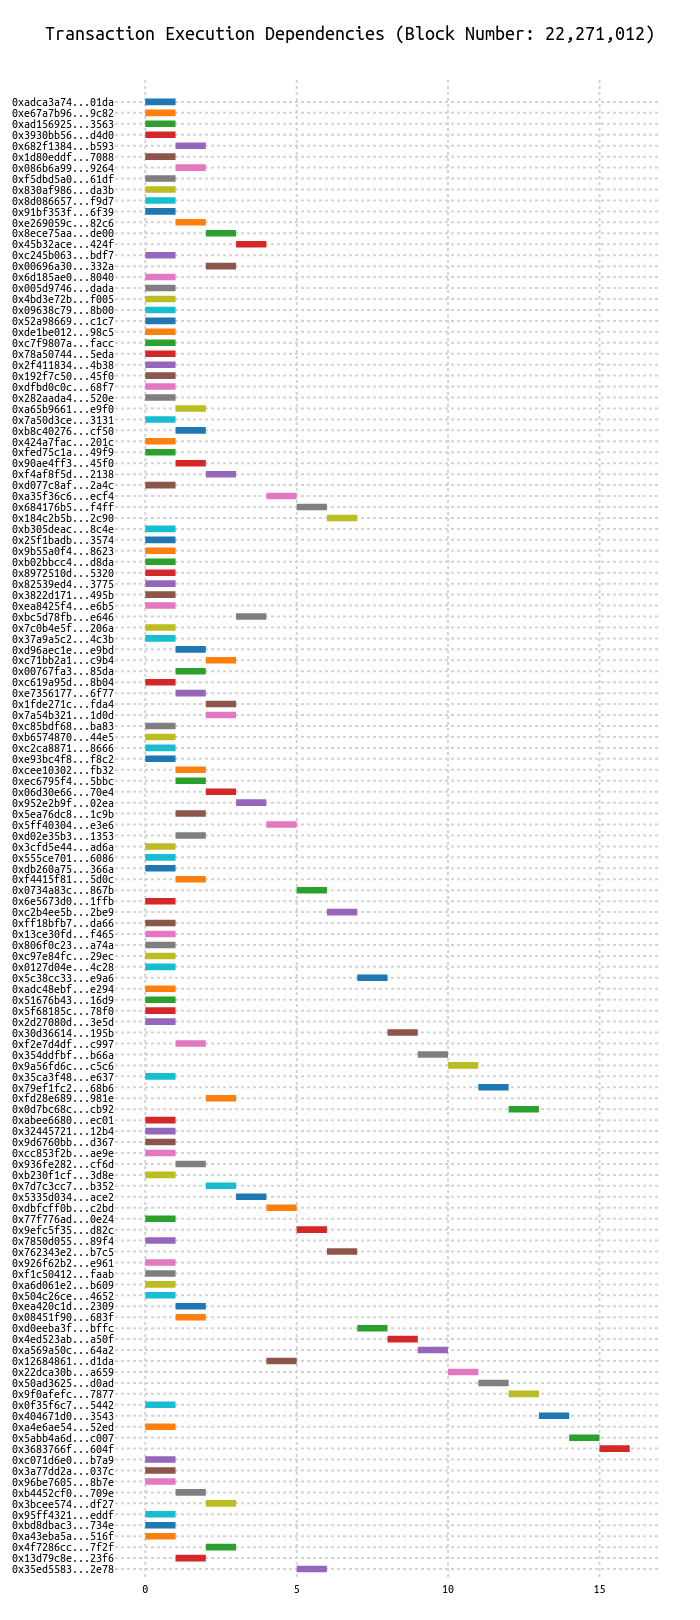 Transaction Execution Dependencies (Block Number: 22,271,012)
0xadca3a74...01da
0xe67a7b96...9c82
0xad156925...3563
0x3930bb56...d4d0
0x682f1384...b593
0x1d80eddf...7088
0x086b6a99...9264
0xf5dbd5a0...61df
0x830af986...da3b
0x8d086657...f9d7
0x91bf353f...6f39
0xe269059c...82c6
0x8ece75aa...de00
0x45b32ace...424f
0xc245b063...bdf7
0x00696a30...332a
0x6d185ae0...8040
0x005d9746...dada
0x4bd3e72b...f005
0x09638c79...8b00
0x52a98669...c1c7
0xde1be012...98c5
0xc7f9807a...facc
0x78a50744...5eda
0x2f411834...4b38
0x192f7c50...45f0
0xdfbd0c0c...68f7
0x282aada4...520e
0xa65b9661...e9f0
0x7a50d3ce...3131
0xb8c40276...cf50
0x424a7fac...201c
0xfed75c1a...49f9
0x90ae4ff3...45f0
0xf4af8f5d...2138
0xd077c8af...2a4c
0xa35f36c6...ecf4
0x684176b5...f4ff
0x184c2b5b...2c90
0xb305deac...8c4e
0x25f1badb...3574
0x9b55a0f4...8623
0xb02bbcc4...d8da
0x8972510d...5320
0x82539ed4...3775
0x3822d171...495b
0xea8425f4...e6b5
0xbc5d78fb...e646
0x7c0b4e5f...206a
0x37a9a5c2...4c3b
0xd96aec1e...e9bd
0xc71bb2a1...c9b4
0x00767fa3...85da
0xc619a95d...8b04
0xe7356177...6f77
0x1fde271c...fda4
0x7a54b321...1d0d
0xc85bdf68...ba83
0xb6574870...44e5
0xc2ca8871...8666
0xe93bc4f8...f8c2
0xcee10302...fb32
0xec6795f4...5bbc
0x06d30e66...70e4
0x952e2b9f...02ea
0x5ea76dc8...1c9b
0x5ff40304...e3e6
0xd02e35b3...1353
0x3cfd5e44...ad6a
0x555ce701...6086
0xdb260a75...366a
0xf4415f81...5d0c
0x0734a83c...867b
0x6e5673d0...1ffb
0xc2b4ee5b...2be9
0xff18bfb7...da66
0x13ce30fd...f465
0x806f0c23...a74a
0xc97e84fc...29ec
0x0127d04e...4c28
0x5c38cc33...e9a6
0xadc48ebf...e294
0x51676b43...16d9
0x5f68185c...78f0
0x2d27080d...3e5d
0x30d36614...195b
0xf2e7d4df...c997
0x354ddfbf...b66a
0x9a56fd6c...c5c6
0x35ca3f48...e637
0x79ef1fc2...68b6
0xfd28e689...981e
0x0d7bc68c...cb92
0xabee6680...ec01
0x32445721...12b4
0x9d6760bb...d367
0xcc853f2b...ae9e
0x936fe282...cf6d
0xb230f1cf...3d8e
0x7d7c3cc7...b352
0x5335d034...ace2
0xdbfcff0b...c2bd
0x77f776ad...0e24
0x9efc5f35...d82c
0x7850d055...89f4
0x762343e2...b7c5
0x926f62b2...e961
0xf1c50412...faab
0xa6d061e2...b609
0x504c26ce...4652
0xea420c1d...2309
0x08451f90...683f
0xd0eeba3f...bffc
0x4ed523ab...a50f
0xa569a50c...64a2
0x12684861...d1da
0x22dca30b...a659
0x50ad3625...d0ad
0x9f0afefc...7877
0x0f35f6c7...5442
0x404671d0...3543
0xa4e6ae54...52ed
0x5abb4a6d...c007
0x3683766f...604f
0xc071d6e0...b7a9
0x3a77dd2a...037c
0x96be7605...8b7e
0xb4452cf0...709e
0x3bcee574...df27
0x95ff4321...eddf
0xbd8dbac3...734e
0xa43eba5a...516f
0x4f7286cc...7f2f
0x13d79c8e...23f6
0x35ed5583...2e78
0 5 10 15